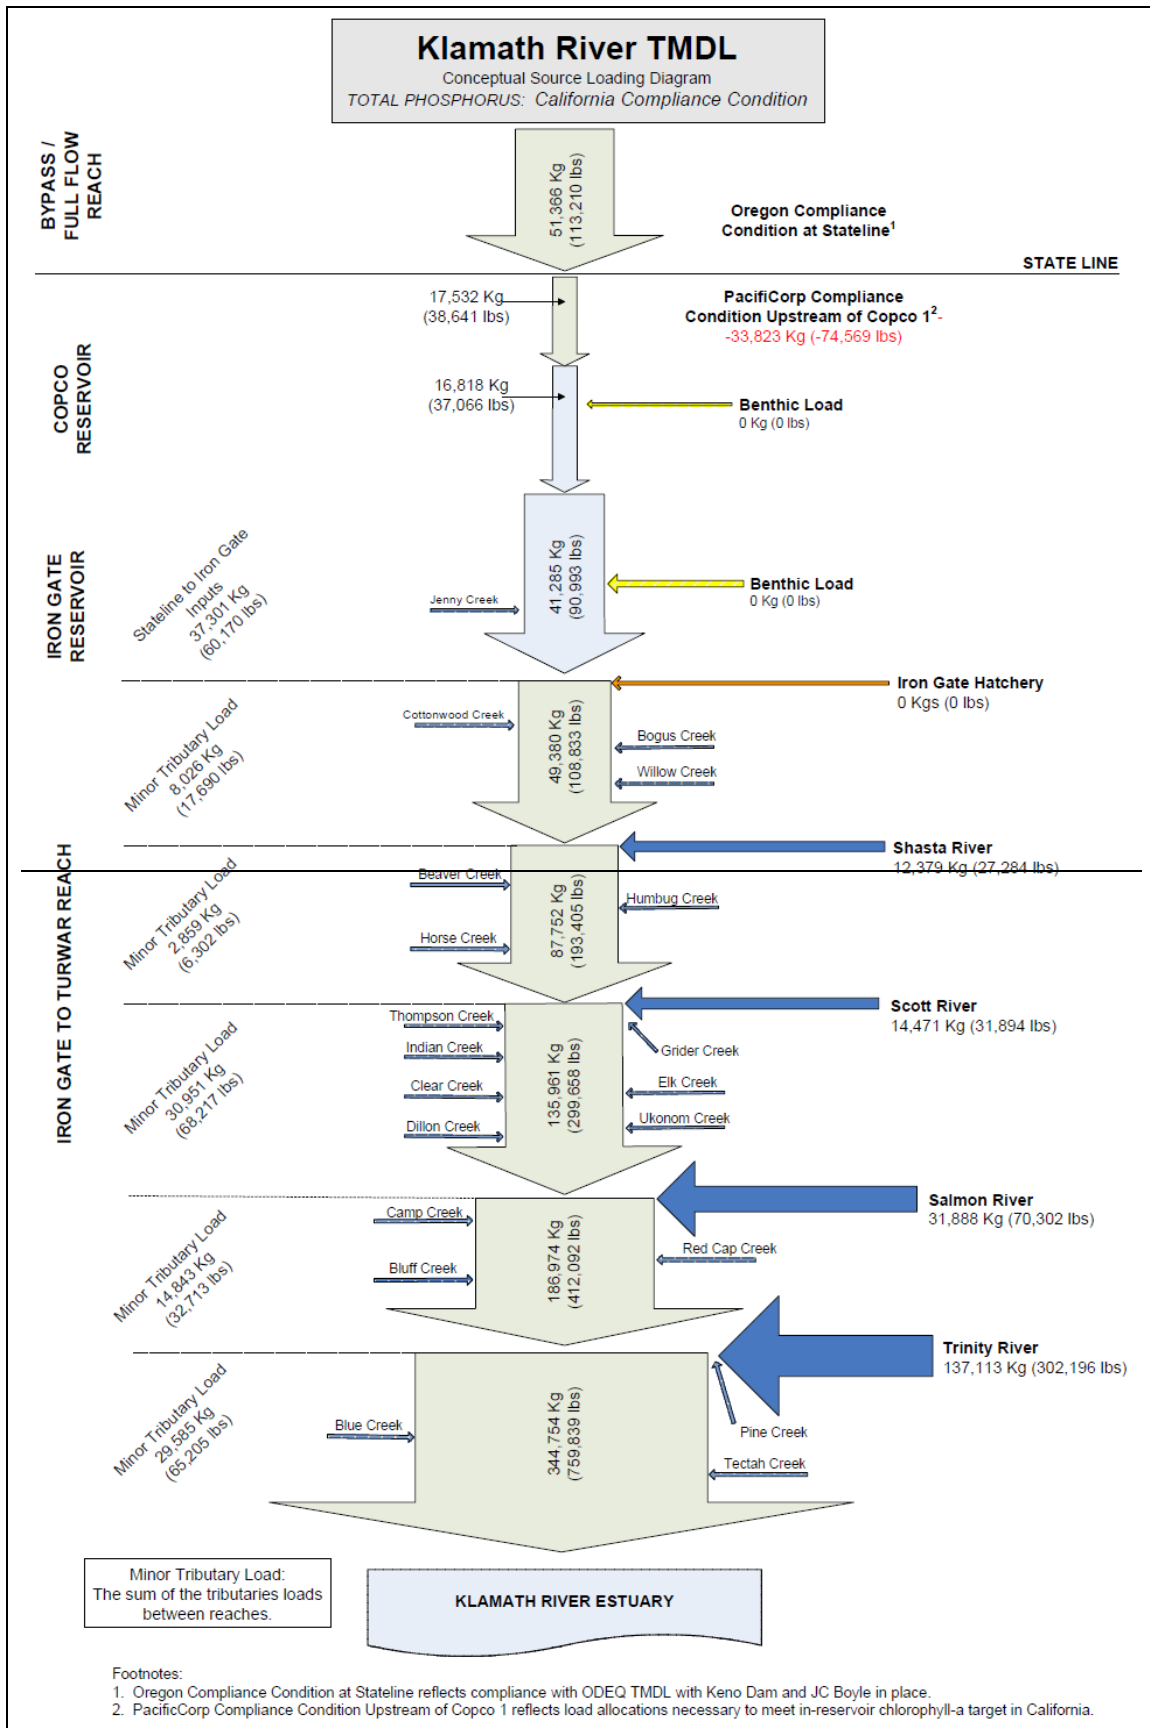 Klamath River TMDL
Conceptual Source Loading Diagram
TOTAL PHOSPHORUS: California Compliance Condition
BYPASS /
FULL FLOW
REACH
51,366 Kg
(113,210 lbs)
Oregon Compliance
Condition at Stateline1
STATE LINE
COPCO
RESERVOIR
17,532 Kg
(38,641 lbs)
PacifiCorp Compliance
Condition Upstream of Copco 12-
-33,823 Kg (-74,569 lbs)
16,818 Kg
(37,066 lbs)
Benthic Load
0 Kg (0 lbs)
IRON GATE
RESERVOIR
Stateline to Iron Gate
Inputs
37,301 Kg
(60,170 lbs)
Jenny Creek
41,285 Kg
(90,993 lbs)
Benthic Load
0 Kg (0 lbs)
IRON GATE TO TURWAR REACH
Iron Gate Hatchery
0 Kgs (0 lbs)
Minor Tributary Load
8,026 Kg
(17,690 lbs)
Cottonwood Creek
49,380 Kg
(108,833 lbs)
Bogus Creek
Willow Creek
Shasta River
12,379 Kg (27,284 lbs)
Minor Tributary Load
2,859 Kg
(6,302 lbs)
Beaver Creek
Horse Creek
87,752 Kg
(193,405 lbs)
Humbug Creek
Scott River
14,471 Kg (31,894 lbs)
Minor Tributary Load
30,951 Kg
(68,217 lbs)
Thompson Creek
Indian Creek
Clear Creek
Dillon Creek
135,961 Kg
(299,658 lbs)
Grider Creek
Elk Creek
Ukonom Creek
Salmon River
31,888 Kg (70,302 lbs)
Minor Tributary Load
14,843 Kg
(32,713 lbs)
Camp Creek
Bluff Creek
186,974 Kg
(412,092 lbs)
Red Cap Creek
Trinity River
137,113 Kg (302,196 lbs)
Minor Tributary Load
29,585 Kg
(65,205 lbs)
Blue Creek
344,754 Kg
(759,839 lbs)
Pine Creek
Tectah Creek
Minor Tributary Load:
The sum of the tributaries loads
between reaches.
KLAMATH RIVER ESTUARY
Footnotes:
1. Oregon Compliance Condition at Stateline reflects compliance with ODEQ TMDL with Keno Dam and JC Boyle in place.
2. PacificCorp Compliance Condition Upstream of Copco 1 reflects load allocations necessary to meet in-reservoir chlorophyll-a target in California.